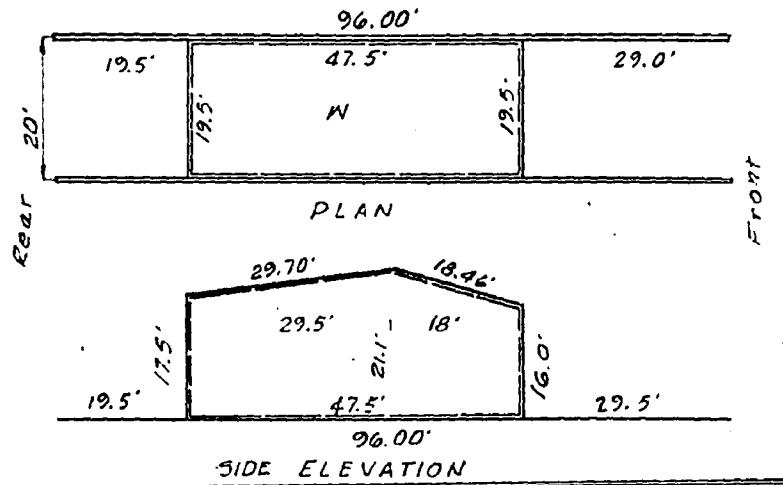 96.00'
19.5' 47.5' 29.0'
20' 19.5' W 19.5'
Rear Front
PLAN
29.70' 18.46'
29.5' 18'
17.5' 21.1' 16.0'
19.5' 47.5' 29.5'
96.00'
SIDE ELEVATION